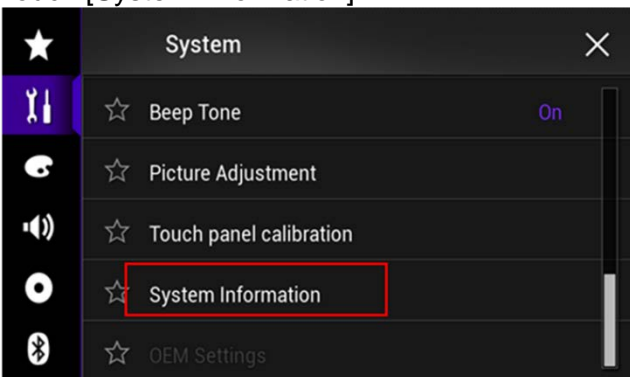 System
Beep Tone On
Picture Adjustment
Touch panel calibration
System Information
OEM Settings